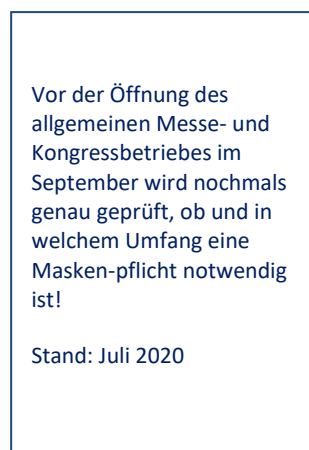 Vor der Öffnung des
allgemeinen Messe- und
Kongressbetriebes im
September wird nochmals
genau geprüft, ob und in
welchem Umfang eine
Masken-pflicht notwendig
ist!
Stand: Juli 2020